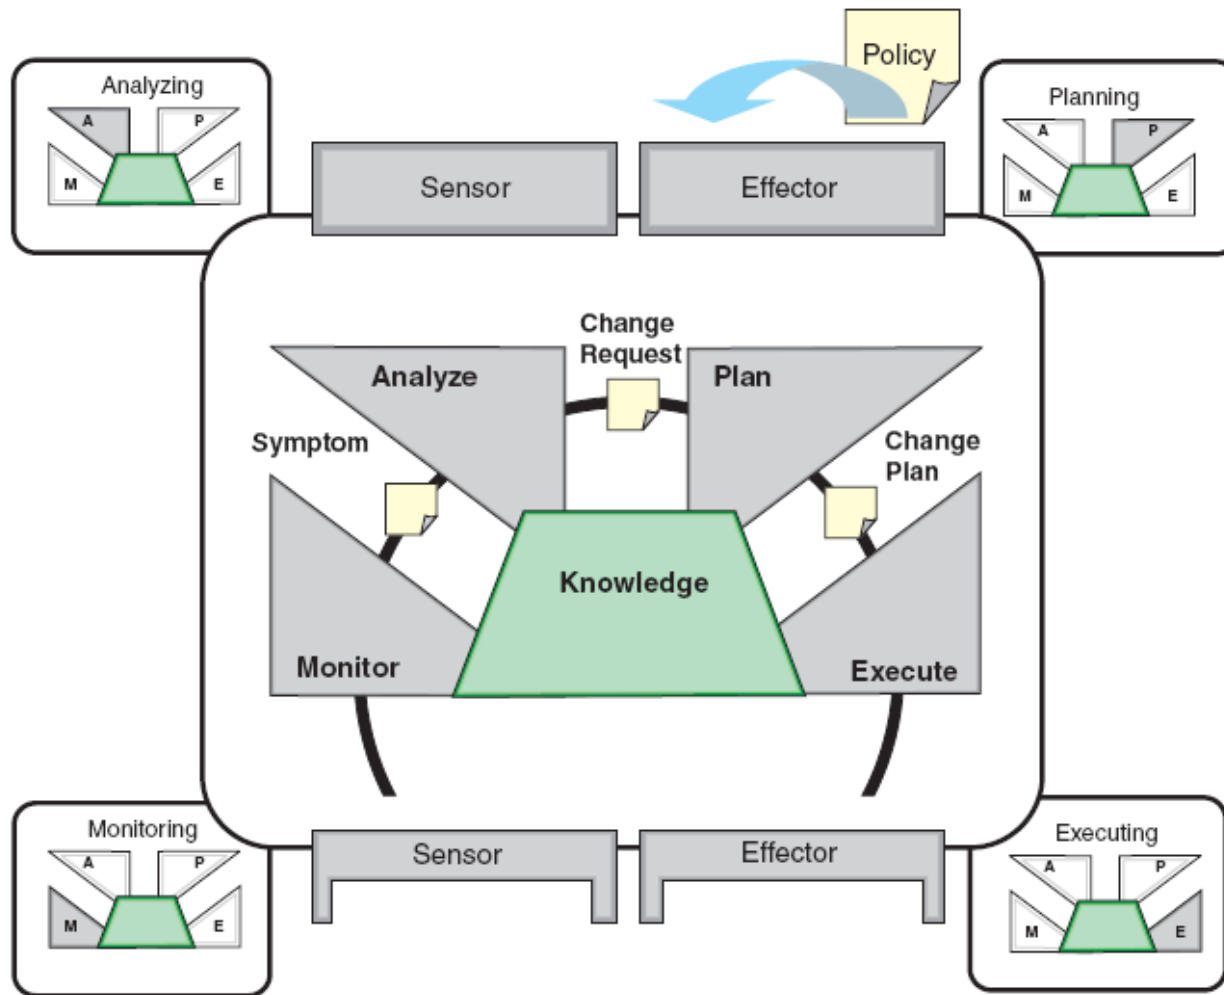 Policy
Analyzing
A
P
M
E
Planning
A
P
M
E
Sensor
Effector
Change
Request
Analyze
Plan
Symptom
Change
Plan
Knowledge
Monitor
Execute
Monitoring
A
P
M
E
Sensor
Effector
Executing
A
P
M
E